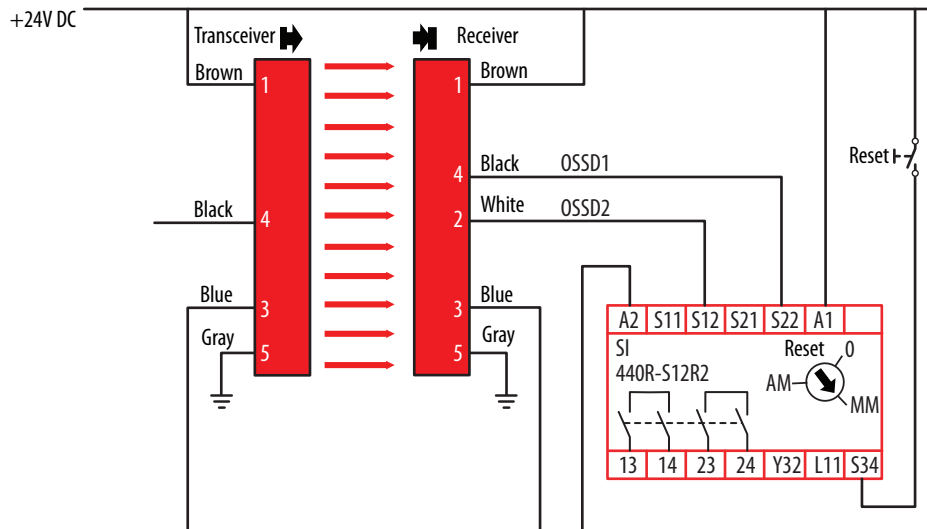 +24V DC
Transceiver
Receiver
Brown
1
1
Brown
Reset
4
Black
OSSD1
Black
4
2
White
OSSD2
Blue
3
3
Blue
Gray
5
5
Gray
A2 S11 S12 S21 S22 A1
SI
Reset
0
440R-S12R2
AM
MM
13 14 23 24 Y32 L11 S34